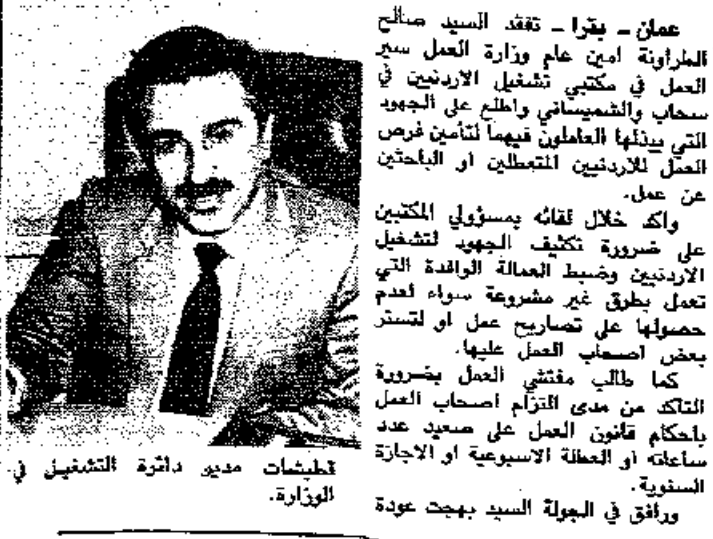 عمان - بترا - تفقد السيد صالح
الطراونة امين عام وزارة العمل سير
العمل في مكتبي تشغيل الاردنيين في
سحاب والشميساني واطلع على الجهود
التي يبذلها العاملون فيهما لتأمين فرص
العمل للاردنيين المتعطلين او الباحثين
عن عمل.
واكد خلال لقائه بمسؤولي المكتبين
على ضرورة تكثيف الجهود لتشغيل
الاردنيين وضبط العمالة الوافدة التي
تعمل بطرق غير مشروعة سواء لعدم
حصولها على تصاريح عمل او لتستر
بعض اصحاب العمل عليها.
كما طالب مفتشي العمل بضرورة
التاكد من مدى التزام اصحاب العمل
باحكام قانون العمل على صعيد عدد
ساعاته او العطلة الاسبوعية او الاجازة
السنوية.
ورافق في الجولة السيد بهجت عودة
قطيشات مدير دائرة التشغيل في
الوزارة.